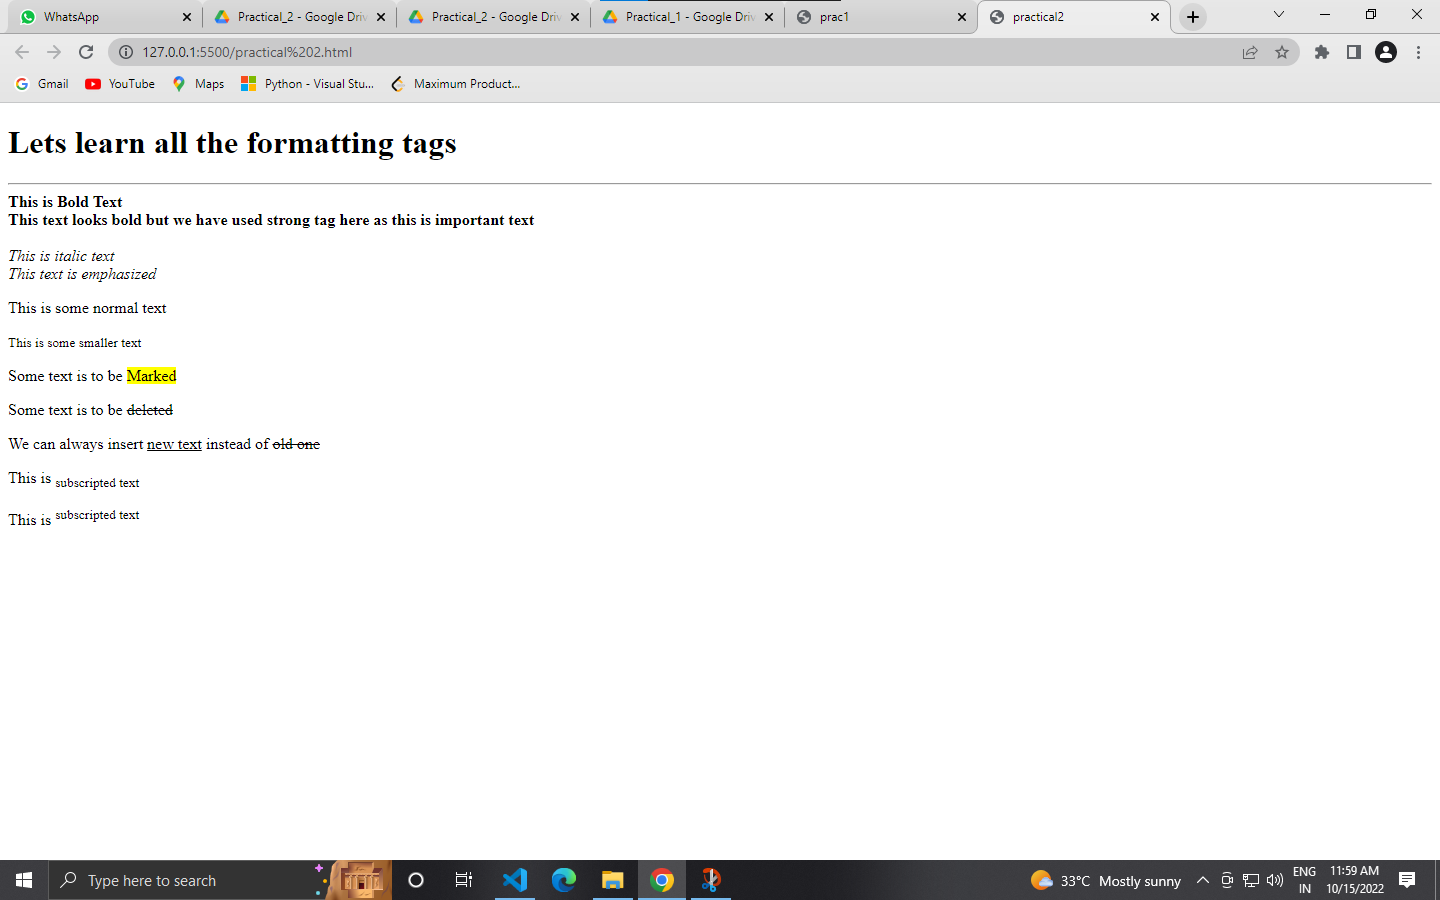 WhatsApp
Practical_2 - Google Driv
Practical_2 - Google Driv
Practical_1 - Google Driv
prac1
practical2
127.0.0.1:5500/practical%202.html
Gmail
YouTube
Maps
Python - Visual Stu...
Maximum Product...
Lets learn all the formatting tags
This is Bold Text
This text looks bold but we have used strong tag here as this is important text
This is italic text
This text is emphasized
This is some normal text
This is some smaller text
Some text is to be Marked
Some text is to be deleted
We can always insert new text instead of old one
This is subscripted text
This is subscripted text
Type here to search
33°C Mostly sunny
ENG
IN
11:59 AM
10/15/2022